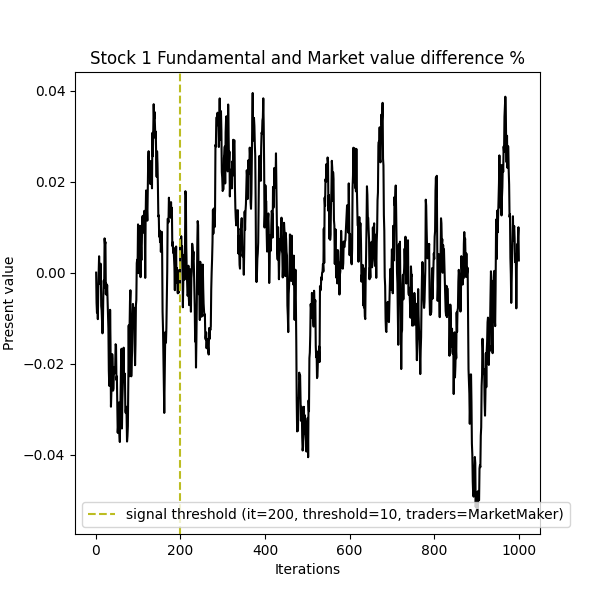 Stock 1 Fundamental and Market value difference %
Present value
0.04
0.02
0.00
−0.02
−0.04
signal threshold (it=200, threshold=10, traders=MarketMaker)
0 200 400 600 800 1000
Iterations